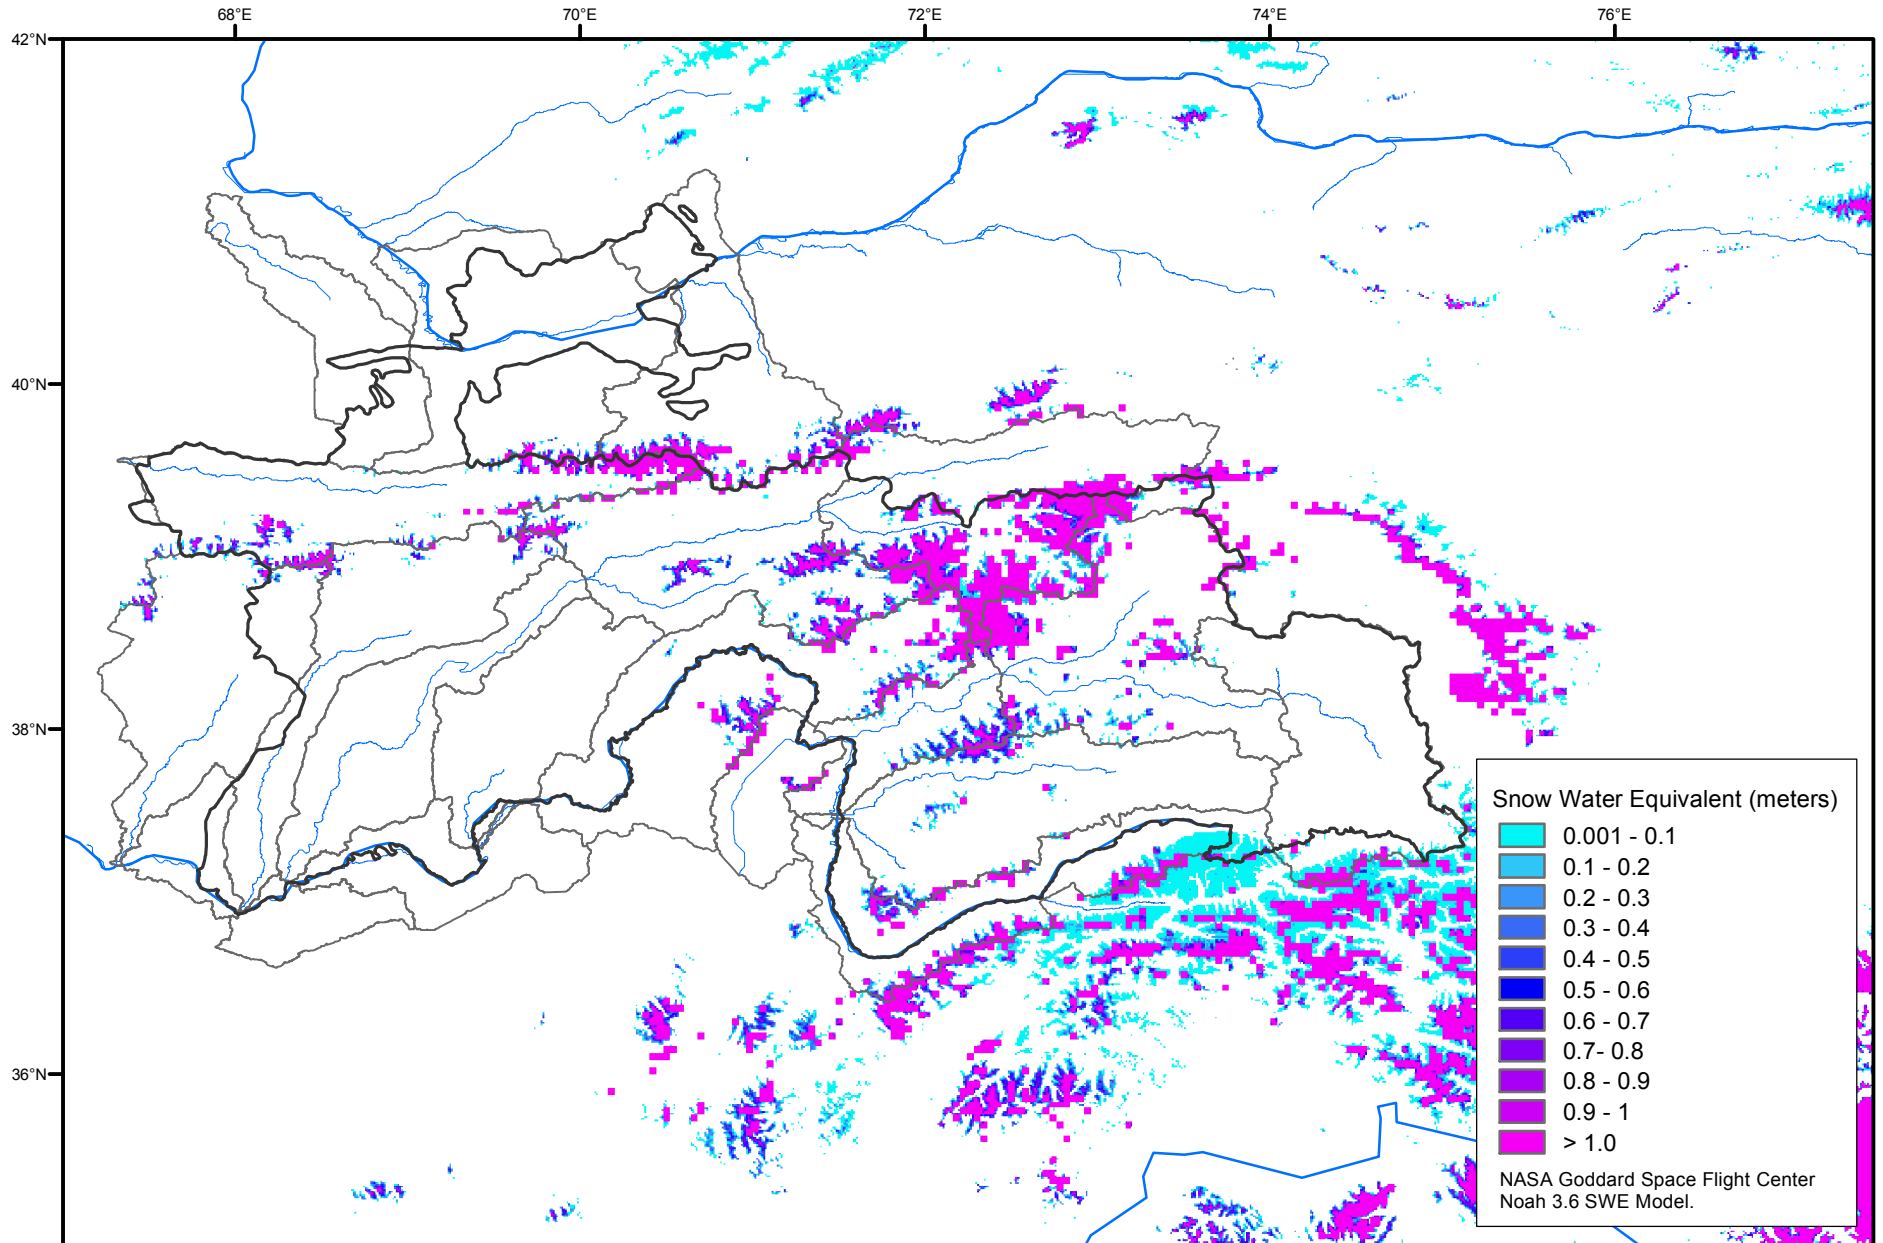 68°E 70°E 72°E 74°E 76°E
42°N
40°N
38°N
36°N
Snow Water Equivalent (meters)
0.001 - 0.1
0.1 - 0.2
0.2 - 0.3
0.3 - 0.4
0.4 - 0.5
0.5 - 0.6
0.6 - 0.7
0.7- 0.8
0.8 - 0.9
0.9 - 1
> 1.0
NASA Goddard Space Flight Center
Noah 3.6 SWE Model.